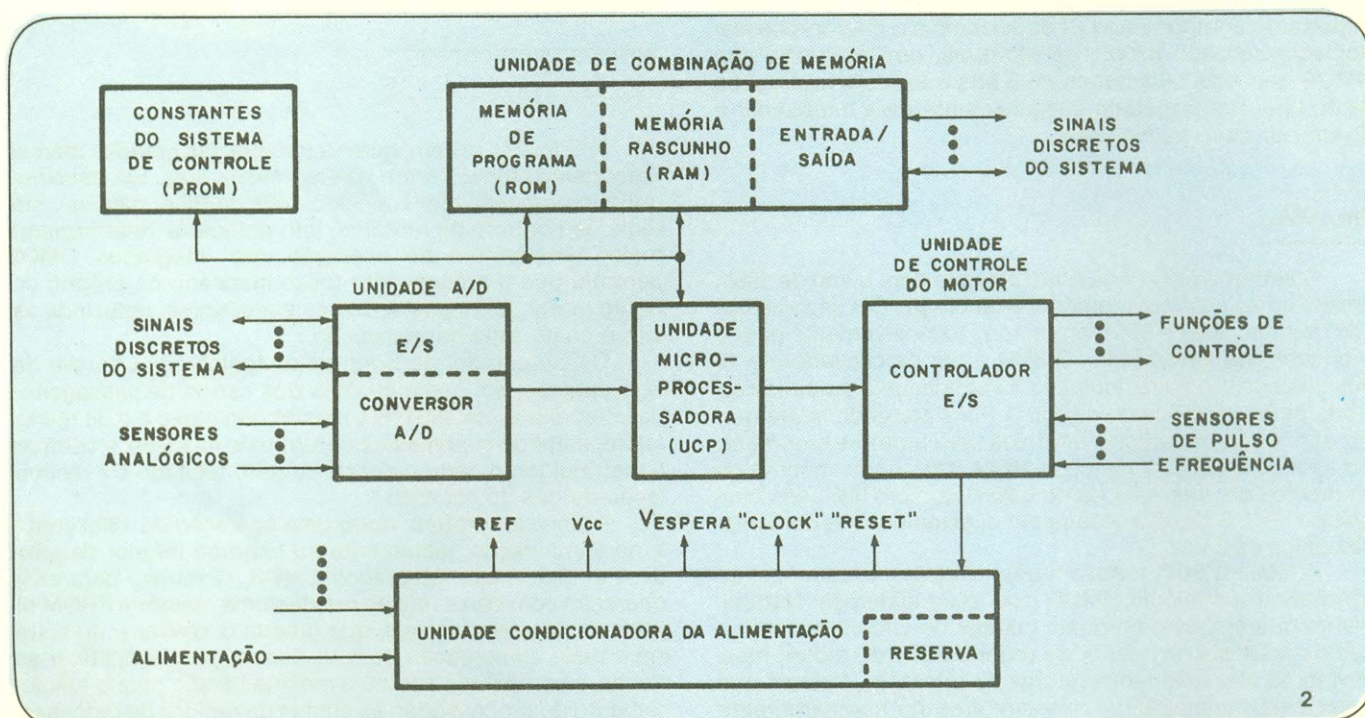 UNIDADE DE COMBINAÇÃO DE MEMÓRIA
CONSTANTES
DO SISTEMA
DE CONTROLE
(PROM)
MEMÓRIA
DE
PROGRAMA
(ROM)
MEMÓRIA
RASCUNHO
(RAM)
ENTRADA/
SAÍDA
SINAIS
DISCRETOS
DO SISTEMA
UNIDADE A/D
SINAIS
DISCRETOS
DO SISTEMA
SENSORES
ANALÓGICOS
E/S
CONVERSOR
A/D
UNIDADE
MICRO—
PROCES-
SADORA
(UCP)
UNIDADE
DE CONTROLE
DO MOTOR
CONTROLADOR
E/S
FUNÇÕES DE
CONTROLE
SENSORES
DE PULSO
E FREQUÊNCIA
REF Vcc VESPERA "CLOCK" "RESET"
UNIDADE CONDICIONADORA DA ALIMENTAÇÃO
ALIMENTAÇÃO
RESERVA
2